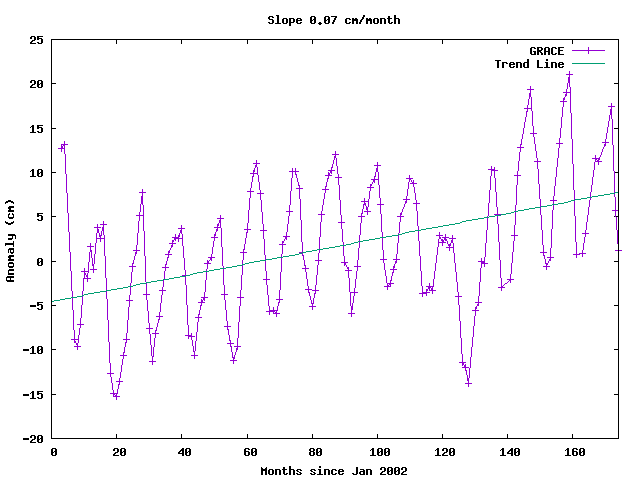 Slope 0.07 cm/month
GRACE
Trend Line
25
20
15
10
5
0
-5
-10
-15
-20
Anomaly (cm)
0 20 40 60 80 100 120 140 160
Months since Jan 2002